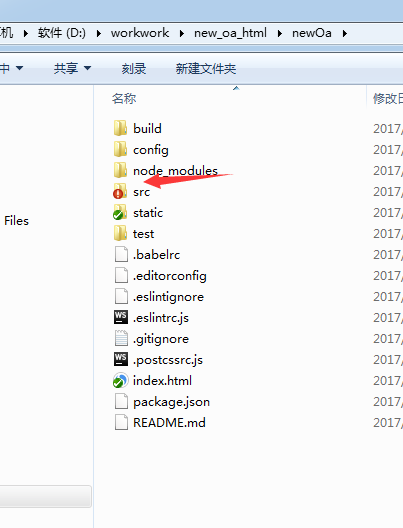 机 ▸ 软件 (D:) ▸ workwork ▸ new_oa_html ▸ newOa ▸
中 ▾ 共享 ▾ 刻录 新建文件夹
名称 修改日
build 2017/
config 2017/
node_modules 2017/
src 2017/
Files static 2017/
test 2017/
.babelrc 2017/
.editorconfig 2017/
.eslintignore 2017/
WS .eslintrc.js 2017/
.gitignore 2017/
WS .postcssrc.js 2017/
index.html 2017/
package.json 2017/
README.md 2017/